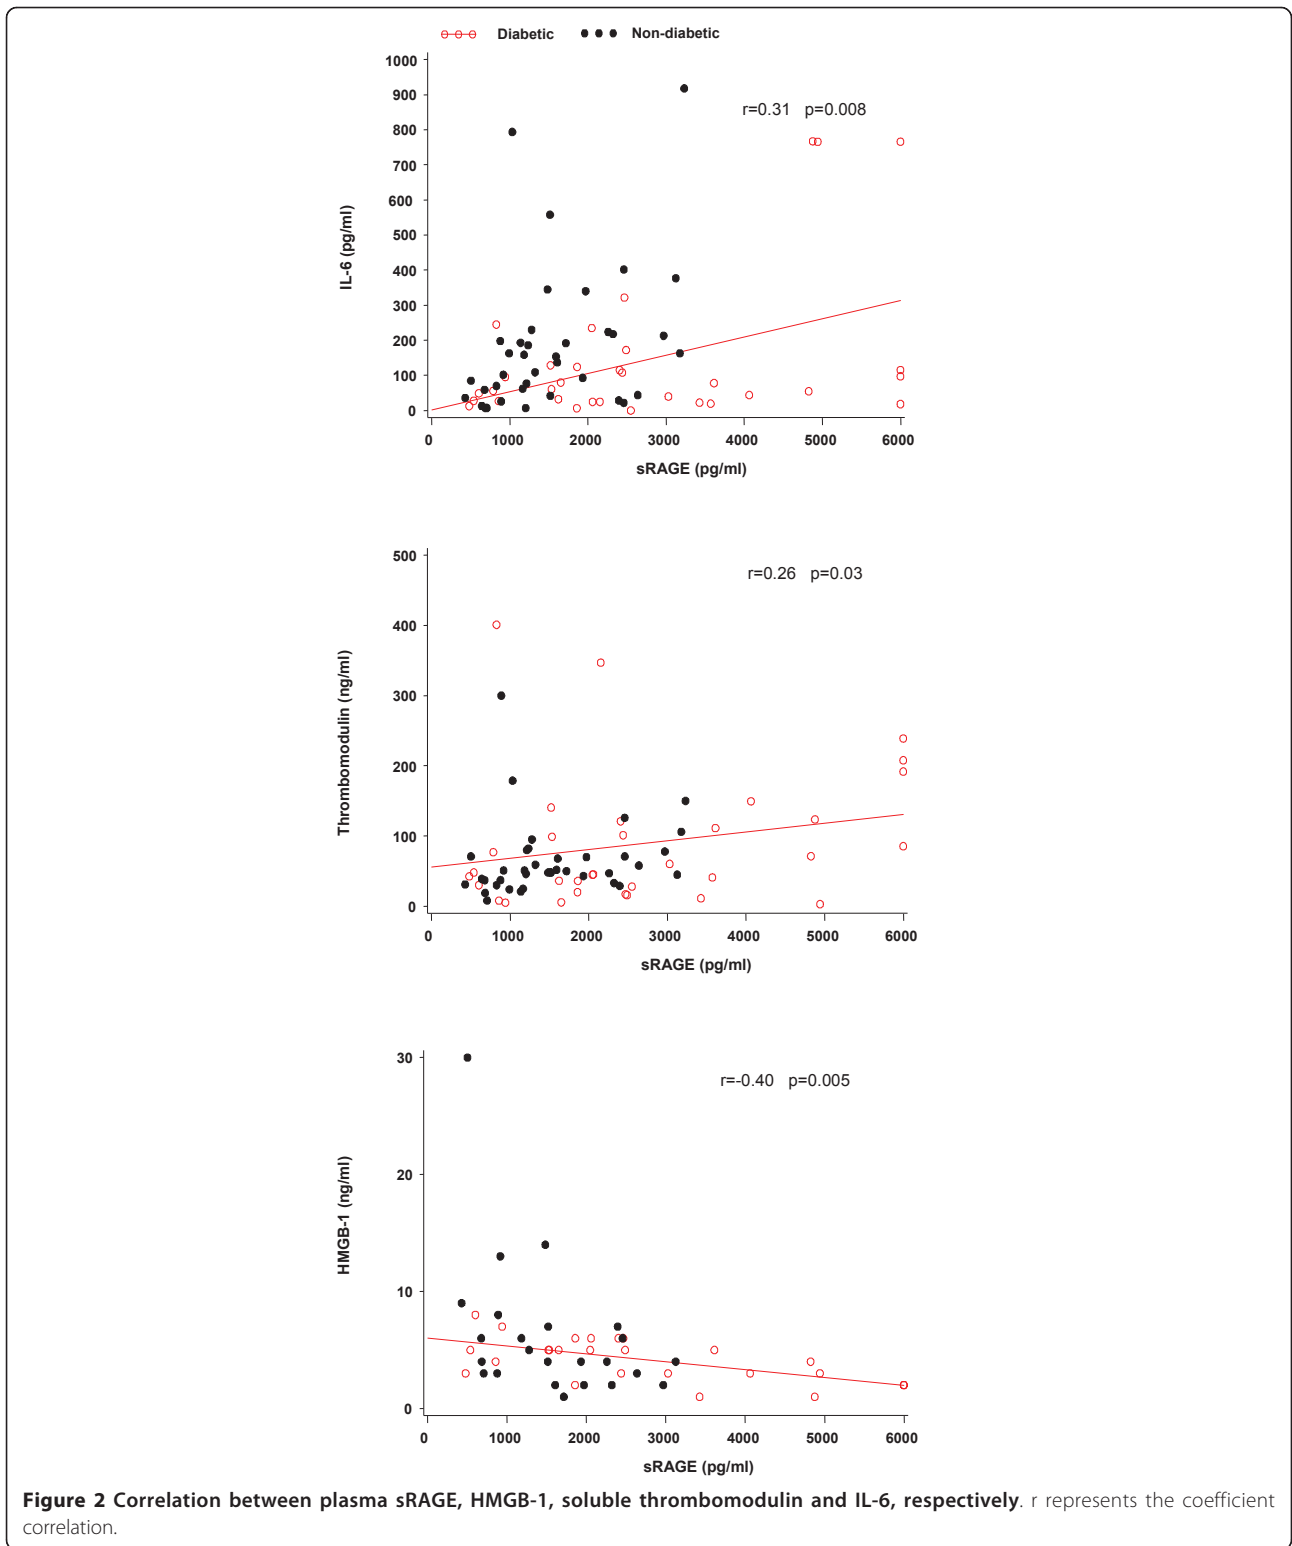 Diabetic Non-diabetic
1000
900
r=0.31 p=0.008
800
700
600
500
400
300
200
100
0
IL-6 (pg/ml)
0 1000 2000 3000 4000 5000 6000
sRAGE (pg/ml)
500
r=0.26 p=0.03
400
300
200
100
0
Thrombomodulin (ng/ml)
0 1000 2000 3000 4000 5000 6000
sRAGE (pg/ml)
30
r=-0.40 p=0.005
20
10
0
HMGB-1 (ng/ml)
0 1000 2000 3000 4000 5000 6000
sRAGE (pg/ml)
Figure 2 Correlation between plasma sRAGE, HMGB-1, soluble thrombomodulin and IL-6, respectively. r represents the coefficient
correlation.